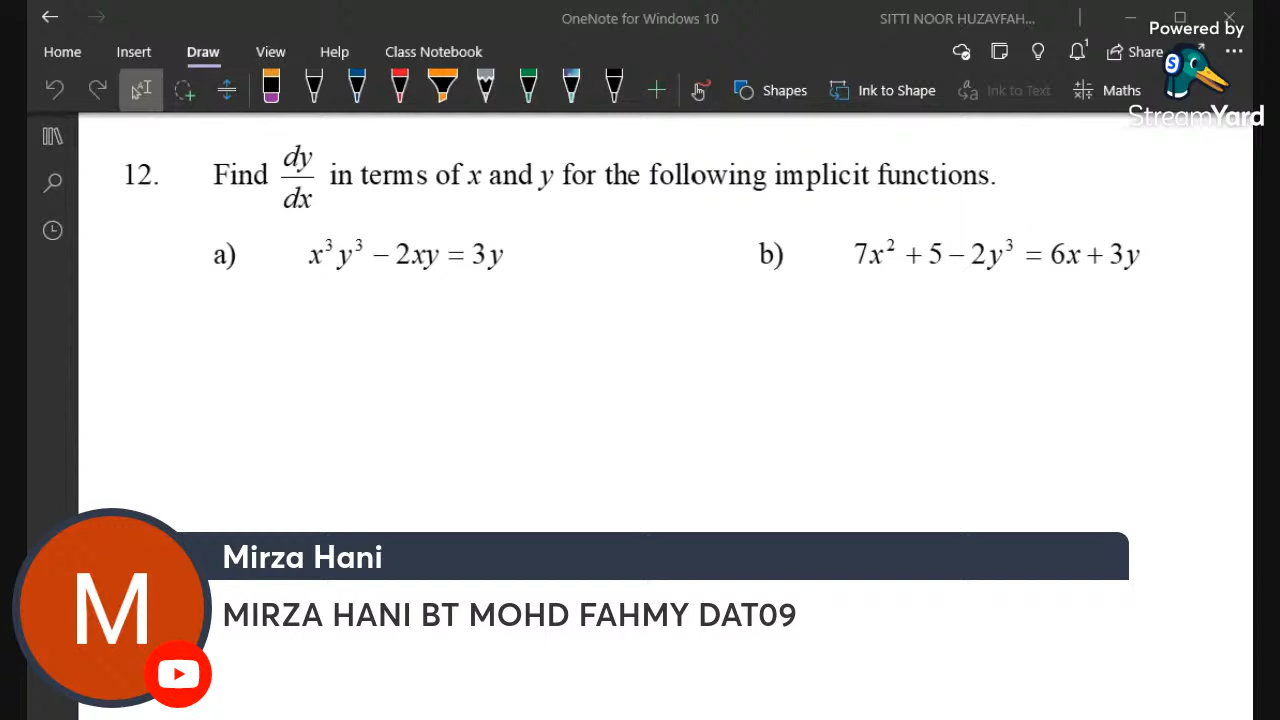 OneNote for Windows 10
SITTI NOOR HUZAYFAH...
Powered by
StreamYard
Home Insert Draw View Help Class Notebook
1 Share
Shapes Ink to Shape Ink to Text Maths
12. Find dy/dx in terms of x and y for the following implicit functions.
a) x³y³ − 2xy = 3y b) 7x² + 5 − 2y³ = 6x + 3y
M
Mirza Hani
MIRZA HANI BT MOHD FAHMY DAT09